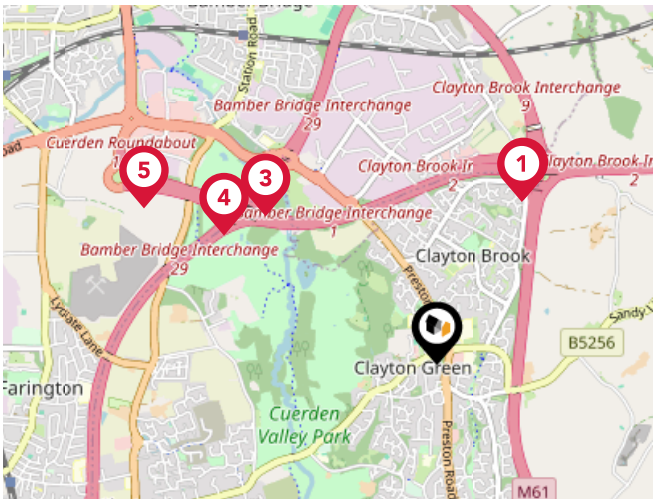 Bamber Bridge
Station Road
Clayton Brook Interchange
9
Bamber Bridge Interchange
29
Cuerden Roundabout
1
oad
5
4
3
1
Clayton Brook In
2
layton Brook In
2
Bamber Bridge Interchange
1
Bamber Bridge Interchange
29
Clayton Brook
Preston
Lydiate Lane
Sandy
B5256
Clayton Green
Farington
Cuerden
Valley Park
Preston Road
M61